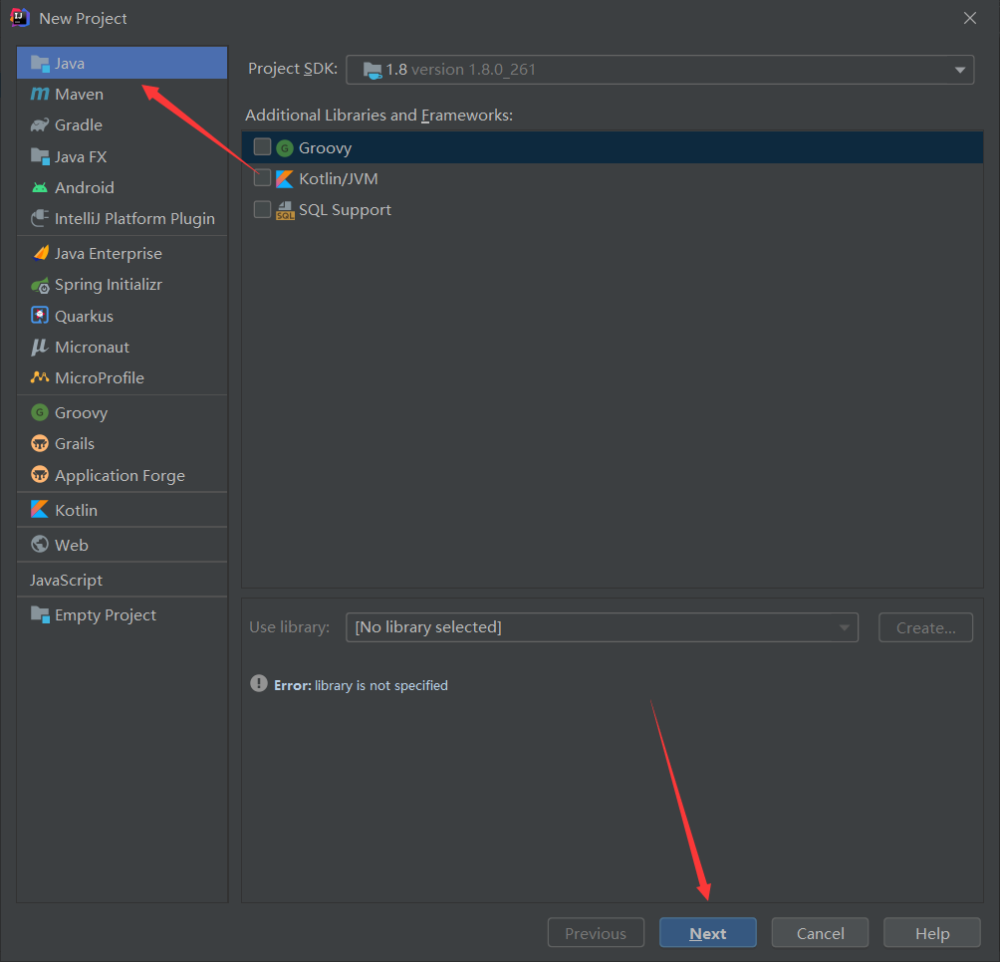 New Project
Java
Maven
Gradle
Java FX
Android
IntelliJ Platform Plugin
Java Enterprise
Spring Initializr
Quarkus
Micronaut
MicroProfile
Groovy
Grails
Application Forge
Kotlin
Web
JavaScript
Empty Project
Project SDK: 1.8 version 1.8.0_261
Additional Libraries and Frameworks:
Groovy
Kotlin/JVM
SQL Support
Use library: [No library selected] Create...
Error: library is not specified
Previous Next Cancel Help